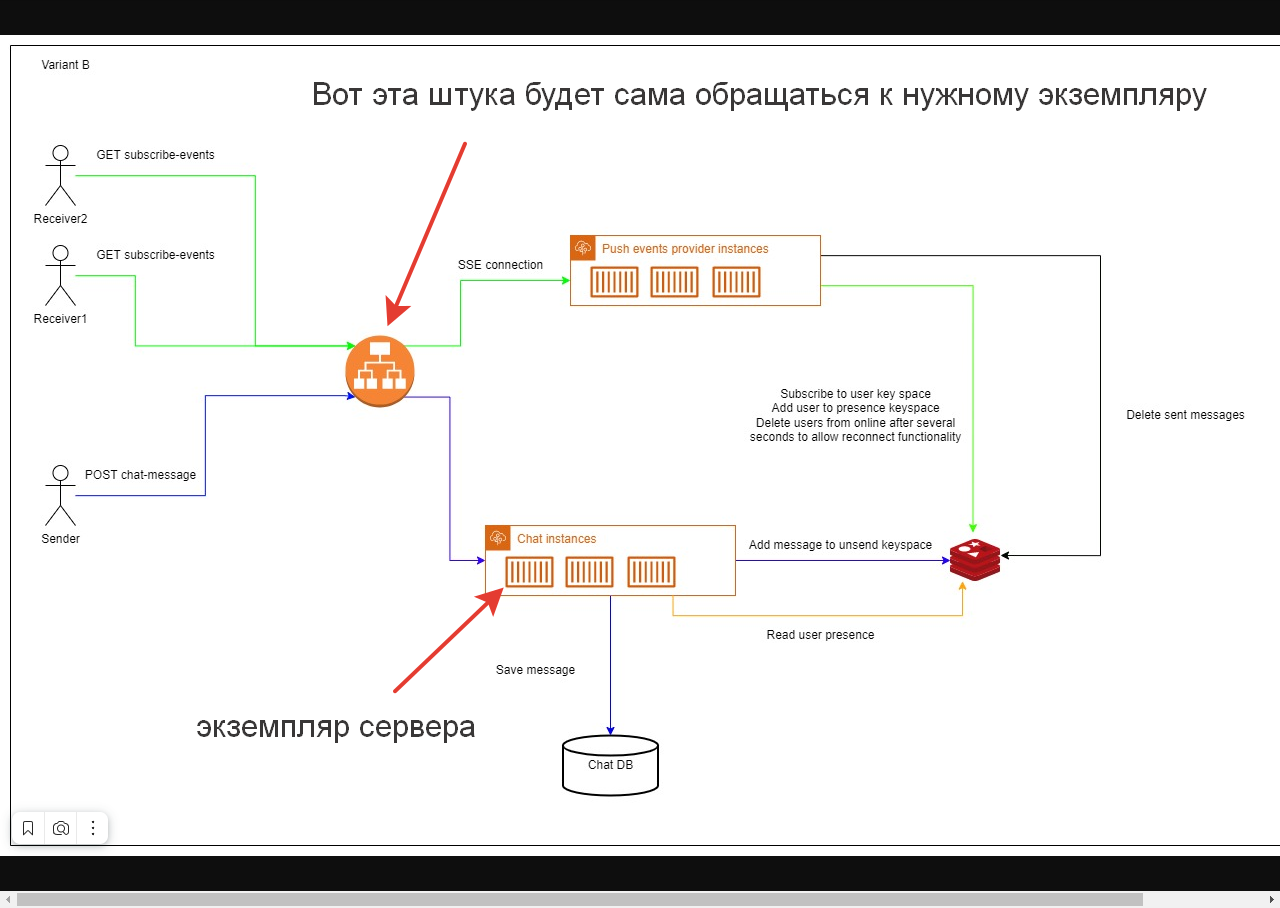 Variant B
Вот эта штука будет сама обращаться к нужному экземпляру
GET subscribe-events
Receiver2
GET subscribe-events
Receiver1
SSE connection
Push events provider instances
Subscribe to user key space
Add user to presence keyspace
Delete users from online after several
seconds to allow reconnect functionality
Delete sent messages
POST chat-message
Sender
Chat instances
Add message to unsend keyspace
Read user presence
Save message
экземпляр сервера
Chat DB